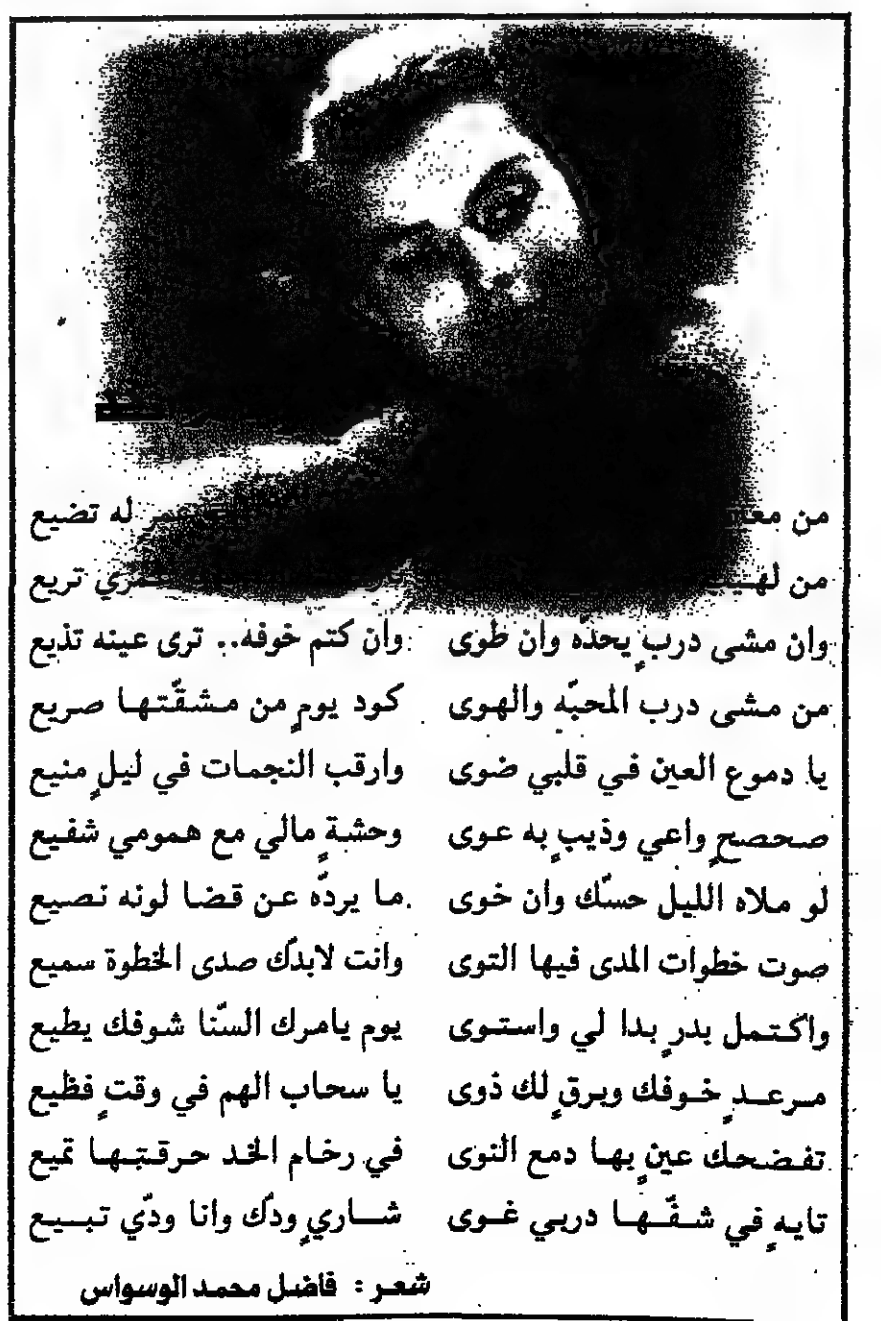 من له تضيع
من تريع
وان مشى دربٍ يحدّه وان طوى وان كتم خوفه.. ترى عينه تذيع
من مشى درب المحبّه والهوى كود يومٍ من مشقّتها صريع
يا دموع العين في قلبي ضوى وارقب النجمات في ليلٍ منيع
صحصحٍ واعي وذيبٍ به عوى وحشةٍ مالي مع همومي شفيع
لو ملاه الليل حسّك وان خوى ما يردّه عن قضا لونه نصيع
صوت خطوات المدى فيها التوى وانت لابدّك صدى الخطوة سميع
واكتمل بدرٍ بدا لي واستوى يوم يامرك السّنا شوفك يطيع
مرعدٍ خوفك وبرقٍ لك ذوى يا سحاب الهم في وقتٍ فظيع
تفضحك عينٍ بها دمع النوى في رخام الخد حرقتها تميع
تايهٍ في شفّها دربي غوى شاريٍ ودّك وانا ودّي تبيع
شعر : فاضل محمد الوسواس